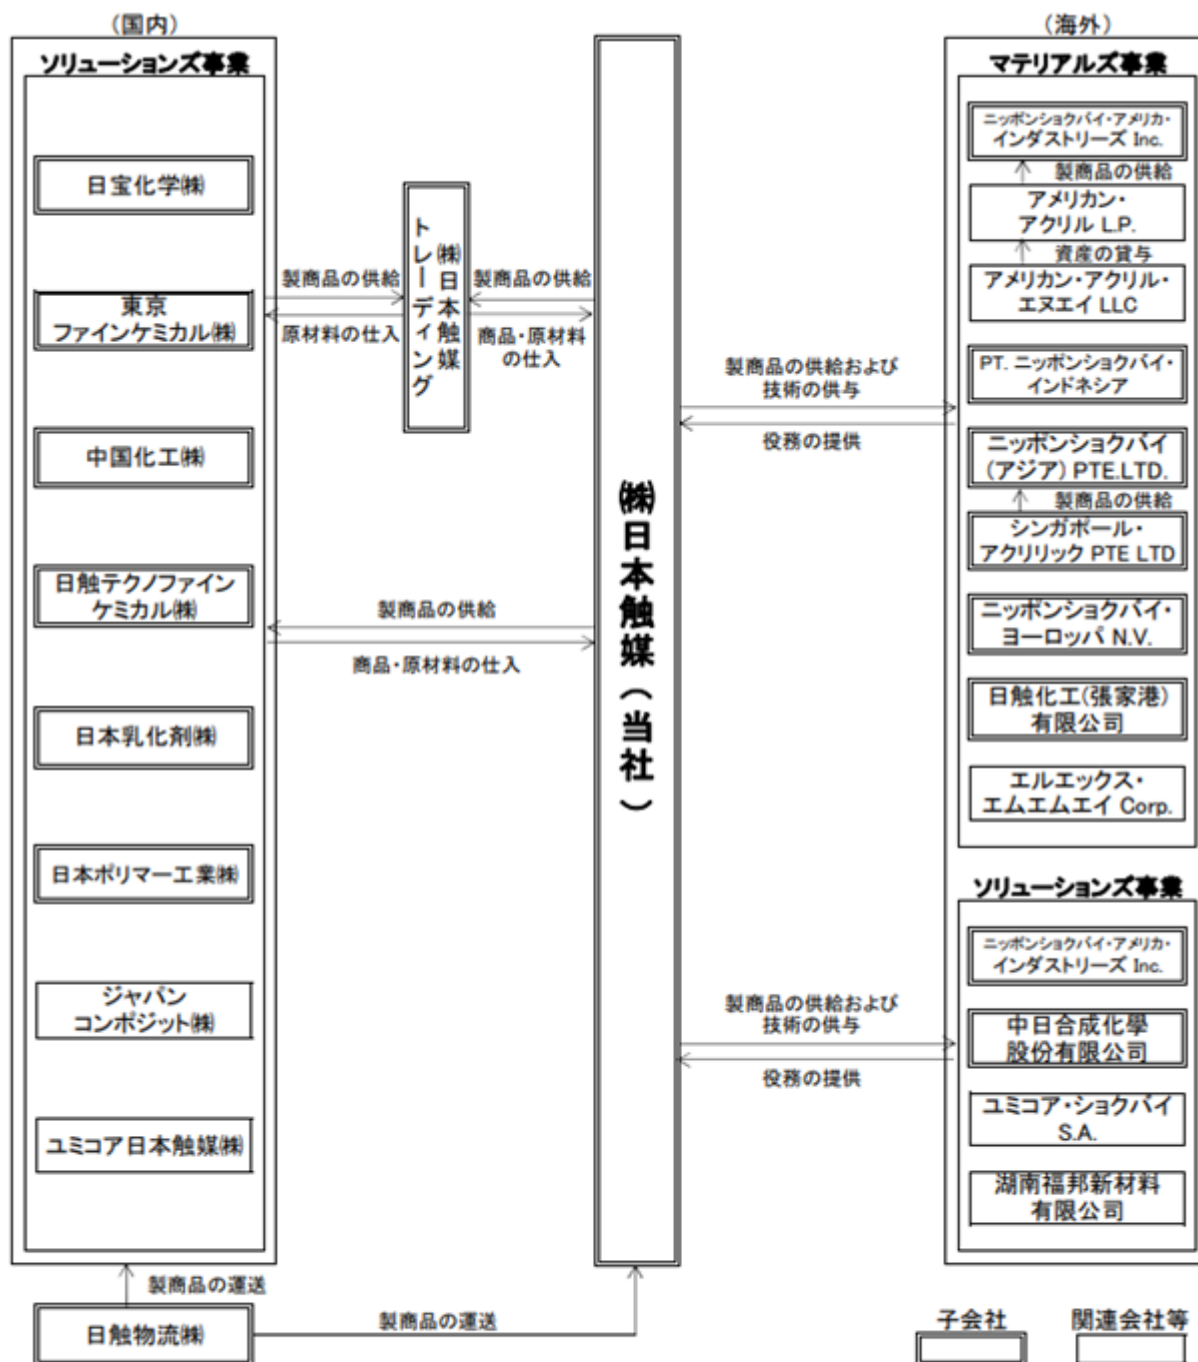 (国内)
ソリューションズ事業
日宝化学㈱
東京
ファインケミカル㈱
中国化工㈱
日触テクノファイン
ケミカル㈱
日本乳化剤㈱
日本ポリマー工業㈱
ジャパン
コンポジット㈱
ユミコア日本触媒㈱
製商品の運送
日触物流㈱
製商品の運送
製商品の供給
原材料の仕入
㈱日本触媒
トレーディング
製商品の供給
商品・原材料
の仕入
製商品の供給
商品・原材料の仕入
㈱日本触媒(当社)
製商品の供給および
技術の供与
役務の提供
製商品の供給および
技術の供与
役務の提供
(海外)
マテリアルズ事業
ニッポンショクバイ・アメリカ・
インダストリーズ Inc.
製商品の供給
アメリカン・
アクリル L.P.
資産の貸与
アメリカン・アクリル・
エヌエイ LLC
PT. ニッポンショクバイ・
インドネシア
ニッポンショクバイ
(アジア) PTE.LTD.
製商品の供給
シンガポール・
アクリリック PTE LTD
ニッポンショクバイ・
ヨーロッパ N.V.
日触化工(張家港)
有限公司
エルエックス・
エムエムエイ Corp.
ソリューションズ事業
ニッポンショクバイ・アメリカ・
インダストリーズ Inc.
中日合成化學
股份有限公司
ユミコア・ショクバイ
S.A.
湖南福邦新材料
有限公司
子会社
関連会社等